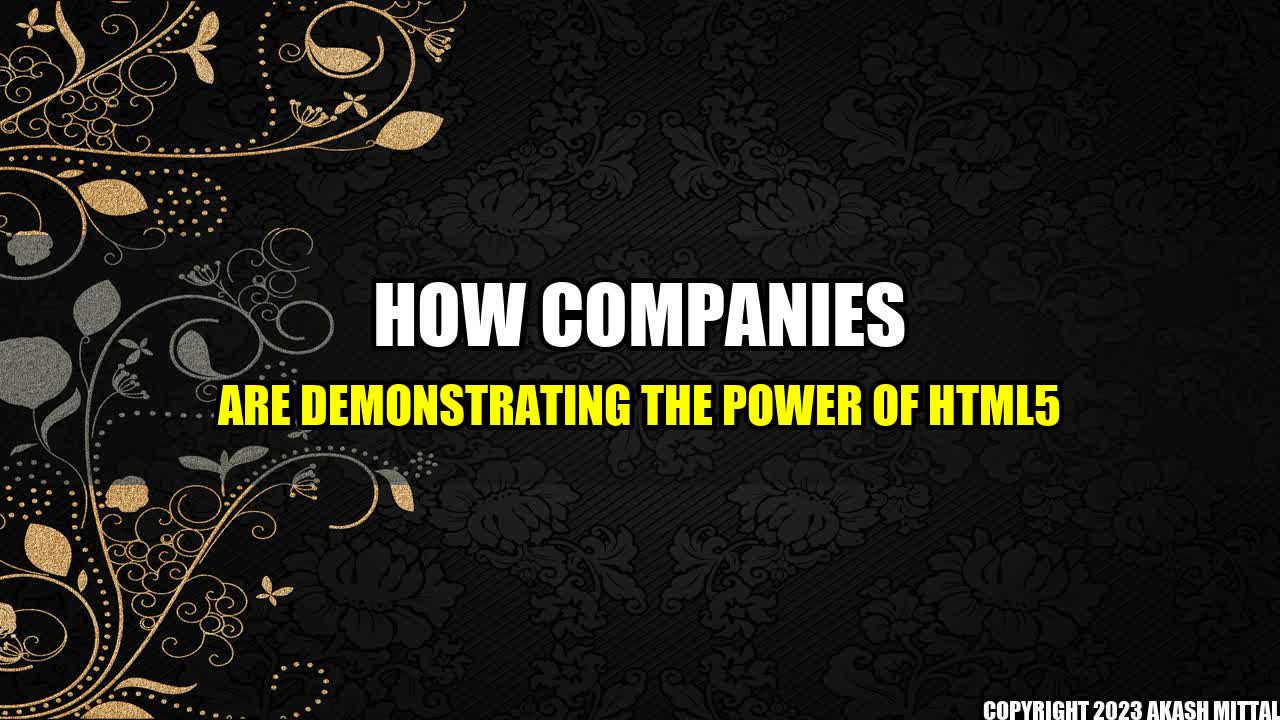 HOW COMPANIES
ARE DEMONSTRATING THE POWER OF HTML5
COPYRIGHT 2023 AKASH MITTAL